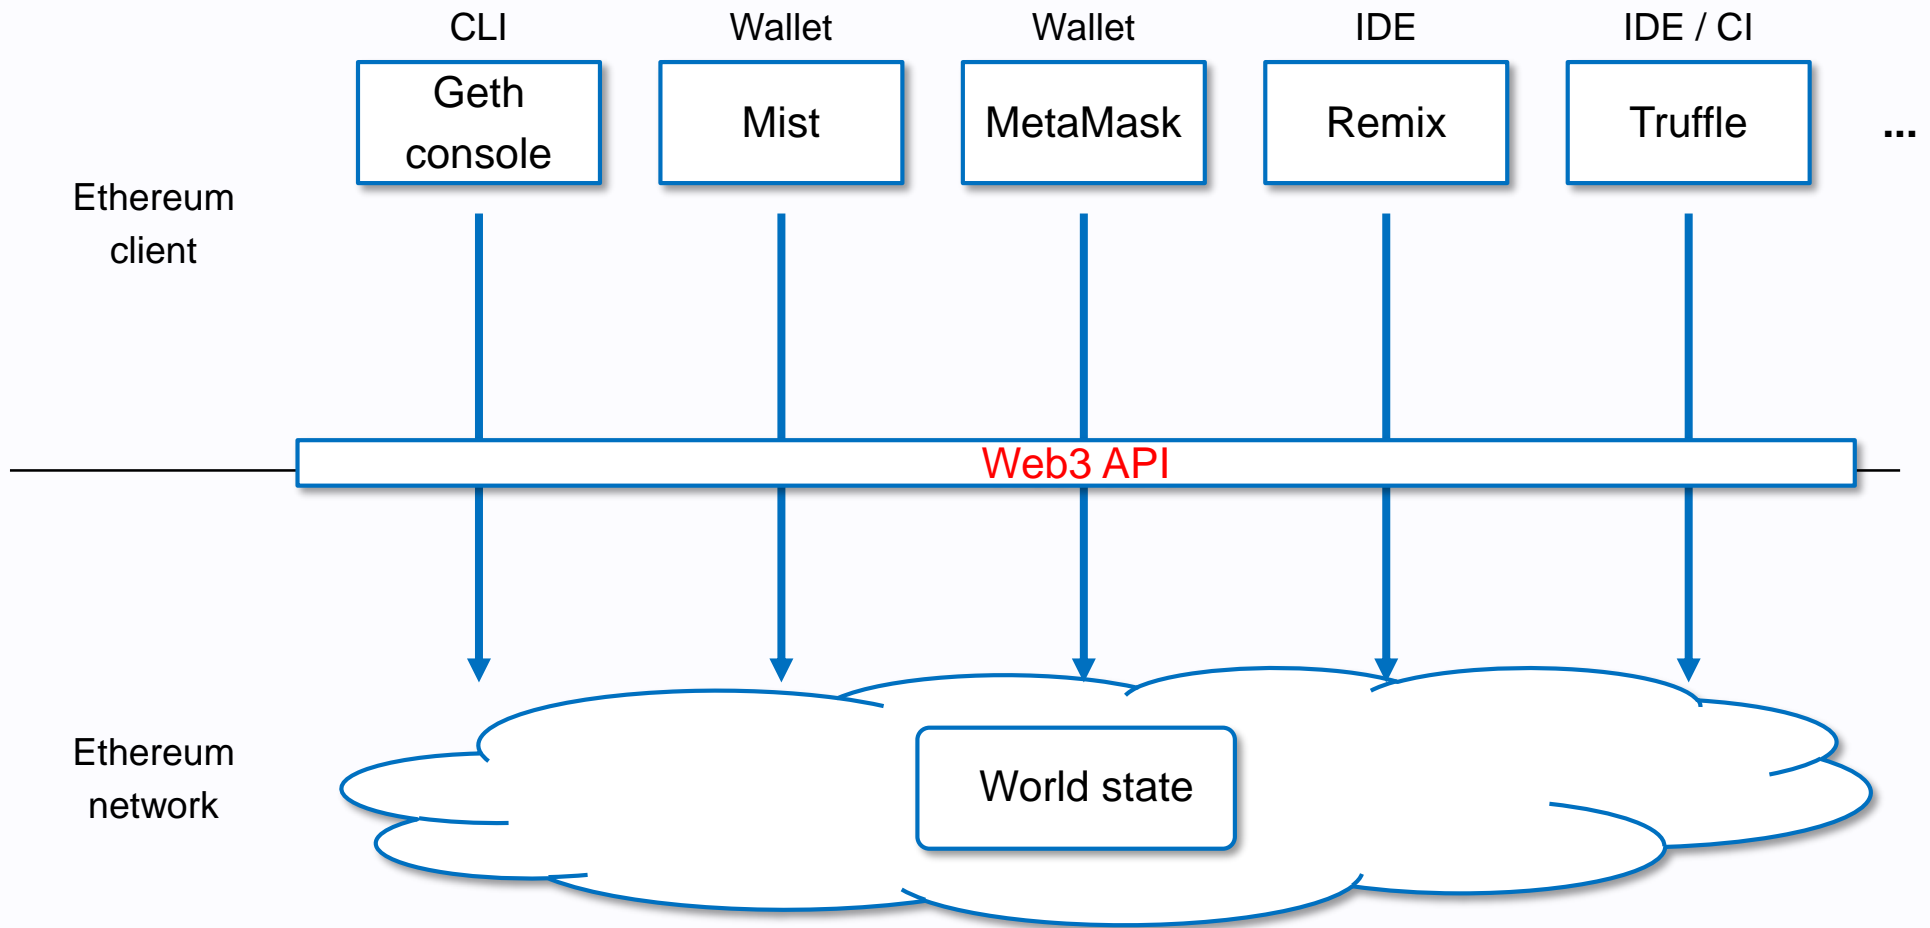 CLI
Wallet
Wallet
IDE
IDE / CI
Geth
console
Mist
MetaMask
Remix
Truffle
...
Ethereum
client
Web3 API
Ethereum
network
World state